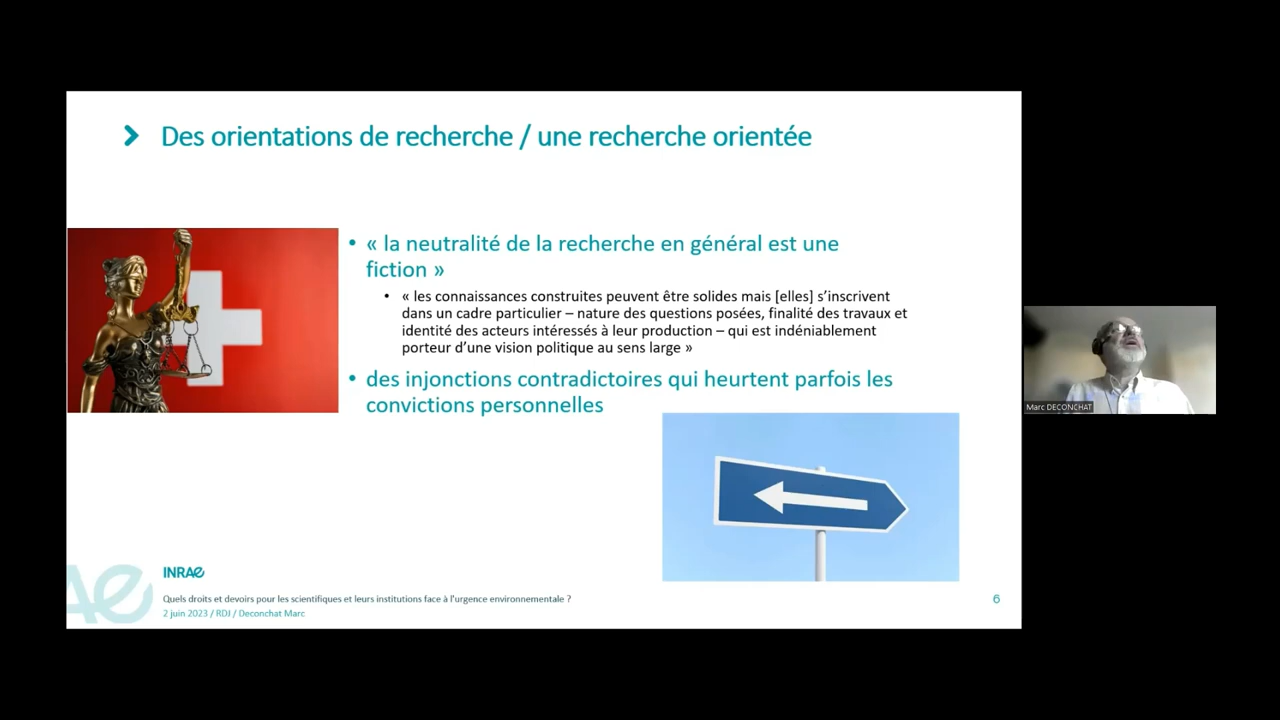 Des orientations de recherche / une recherche orientée
• « la neutralité de la recherche en général est une
fiction »
• « les connaissances construites peuvent être solides mais [elles] s’inscrivent
dans un cadre particulier – nature des questions posées, finalité des travaux et
identité des acteurs intéressés à leur production – qui est indéniablement
porteur d’une vision politique au sens large »
• des injonctions contradictoires qui heurtent parfois les
convictions personnelles
INRAE
Quels droits et devoirs pour les scientifiques et leurs institutions face à l'urgence environnementale ?
2 juin 2023 / RDJ / Deconchat Marc
6
Marc DECONCHAT